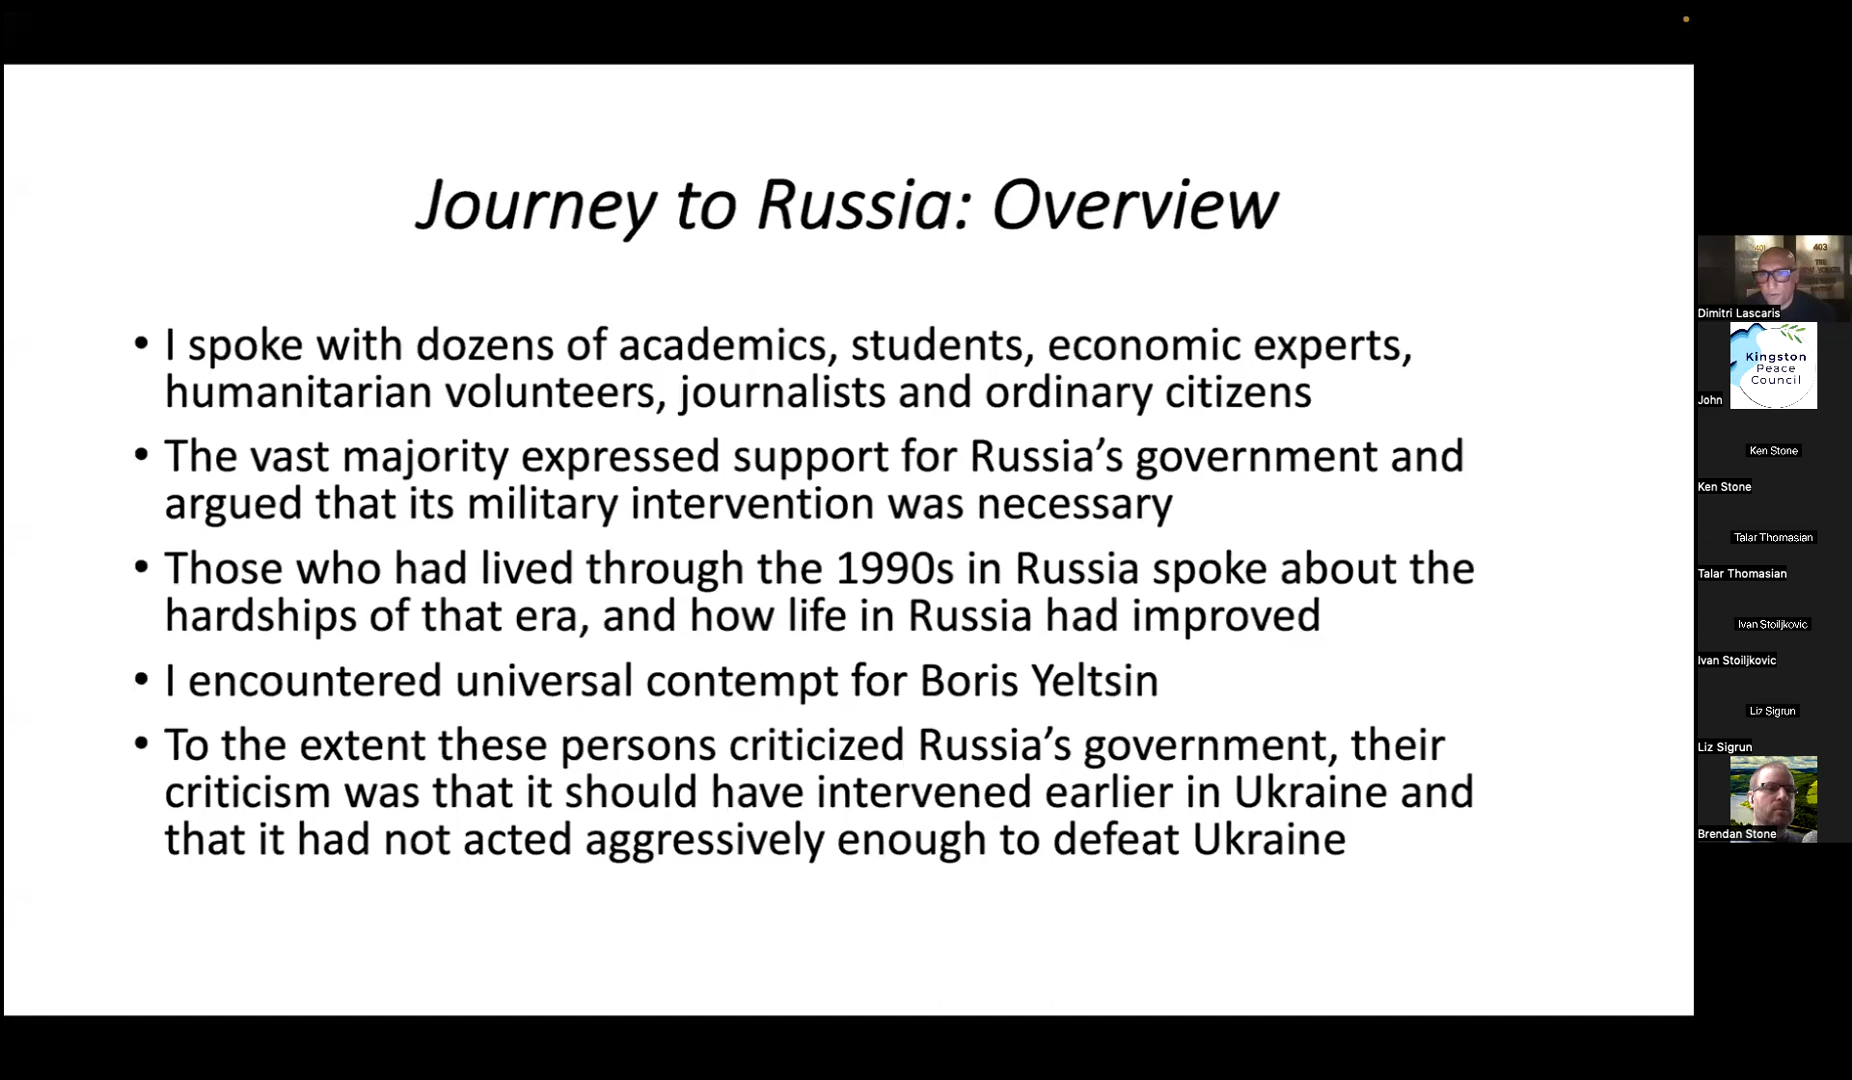 Journey to Russia: Overview
• I spoke with dozens of academics, students, economic experts,
humanitarian volunteers, journalists and ordinary citizens
• The vast majority expressed support for Russia’s government and
argued that its military intervention was necessary
• Those who had lived through the 1990s in Russia spoke about the
hardships of that era, and how life in Russia had improved
• I encountered universal contempt for Boris Yeltsin
• To the extent these persons criticized Russia’s government, their
criticism was that it should have intervened earlier in Ukraine and
that it had not acted aggressively enough to defeat Ukraine
403
THE
Dimitri Lascaris
Kingston
Peace
Council
John
Ken Stone
Ken Stone
Talar Thomasian
Talar Thomasian
Ivan Stoiljkovic
Ivan Stoiljkovic
Liz Sigrun
Liz Sigrun
Brendan Stone